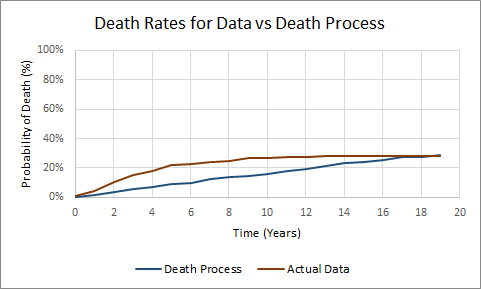 Death Rates for Data vs Death Process
Probability of Death (%)
100%
80%
60%
40%
20%
0%
0 2 4 6 8 10 12 14 16 18 20
Time (Years)
Death Process Actual Data